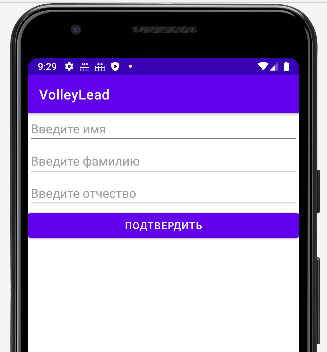 9:29
VolleyLead
Введите имя
Введите фамилию
Введите отчество
ПОДТВЕРДИТЬ